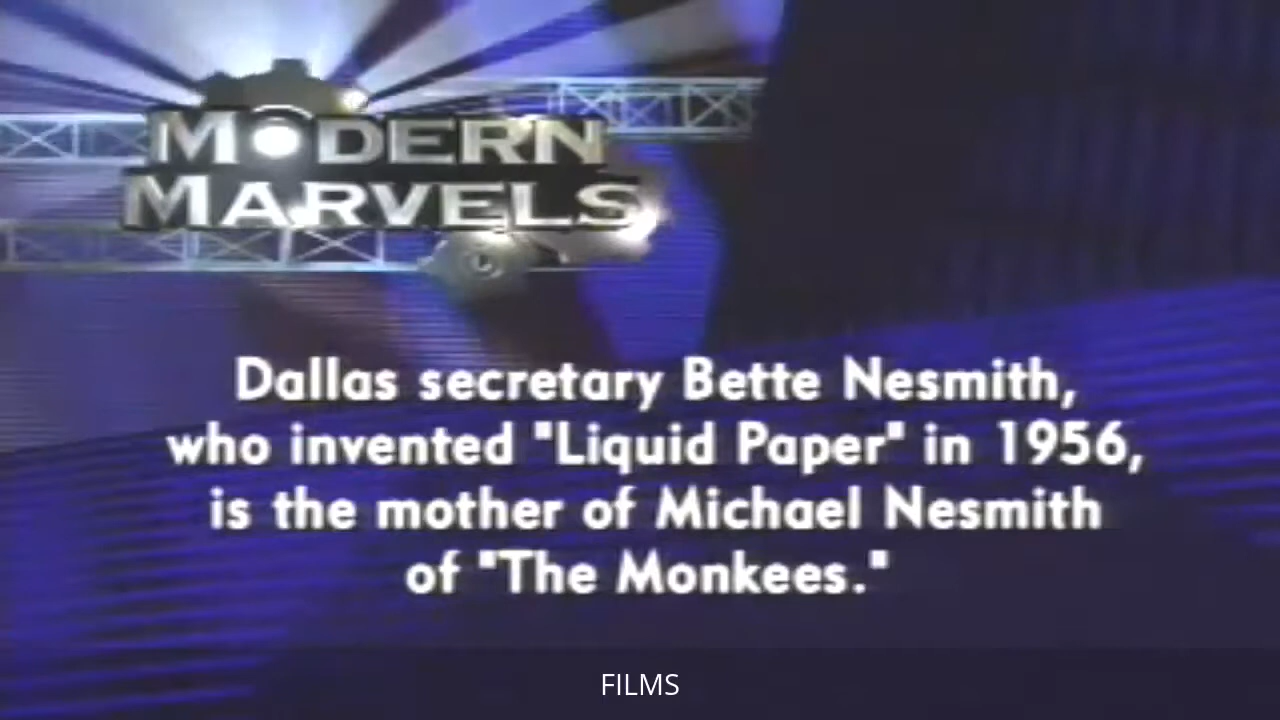 MODERN
MARVELS
Dallas secretary Bette Nesmith,
who invented "Liquid Paper" in 1956,
is the mother of Michael Nesmith
of "The Monkees."
FILMS